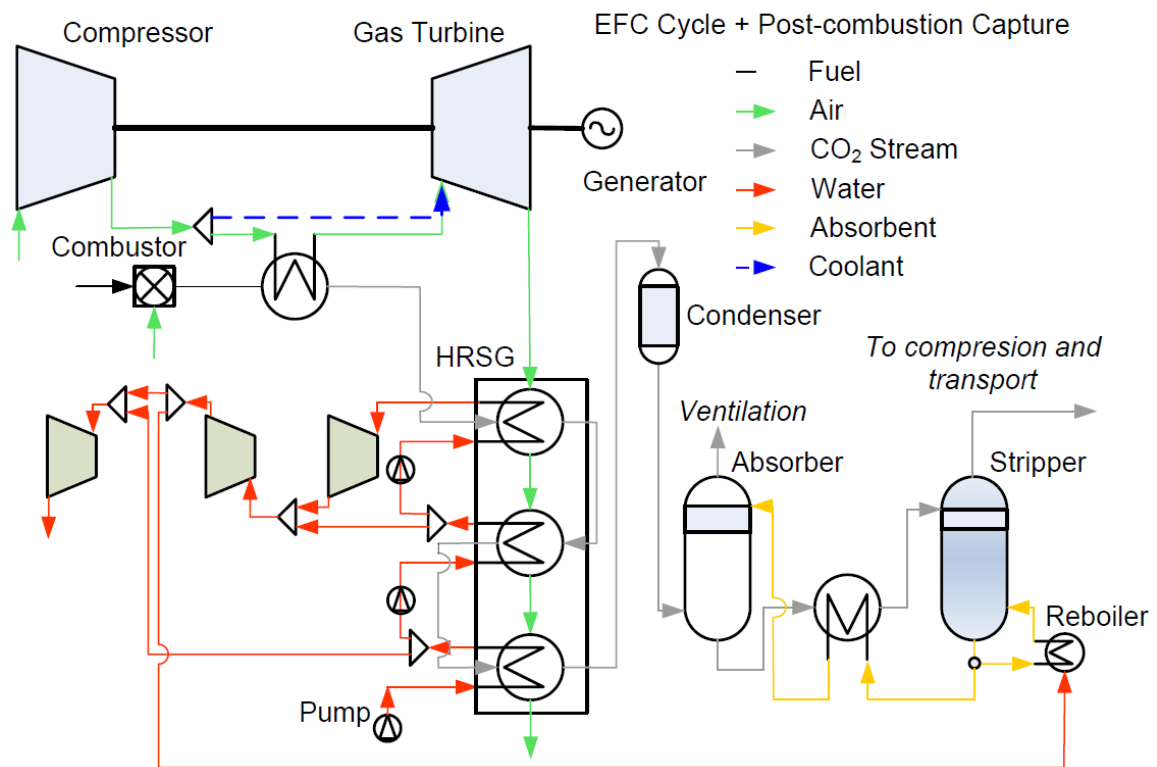 Compressor
Gas Turbine
EFC Cycle + Post-combustion Capture
Fuel
Air
CO₂ Stream
Water
Absorbent
Coolant
Generator
Combustor
Condenser
HRSG
To compresion and
transport
Ventilation
Absorber
Stripper
Reboiler
Pump